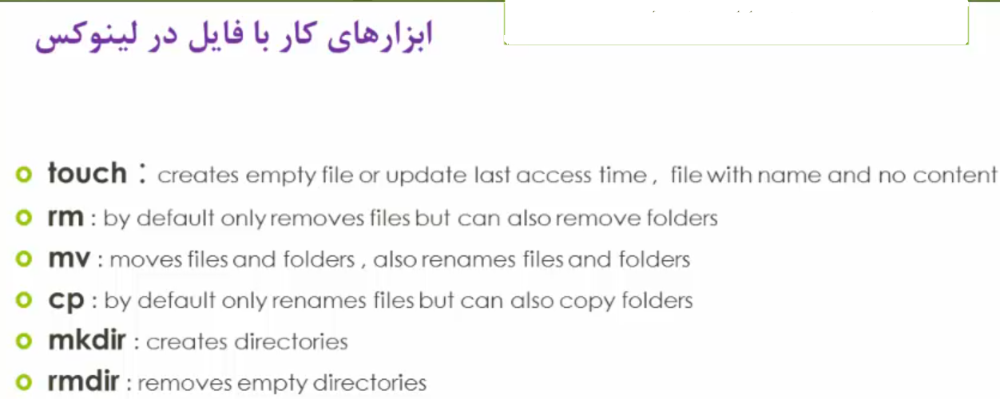 ابزارهای کار با فایل در لینوکس
touch : creates empty file or update last access time , file with name and no content
rm : by default only removes files but can also remove folders
mv : moves files and folders , also renames files and folders
cp : by default only renames files but can also copy folders
mkdir : creates directories
rmdir : removes empty directories